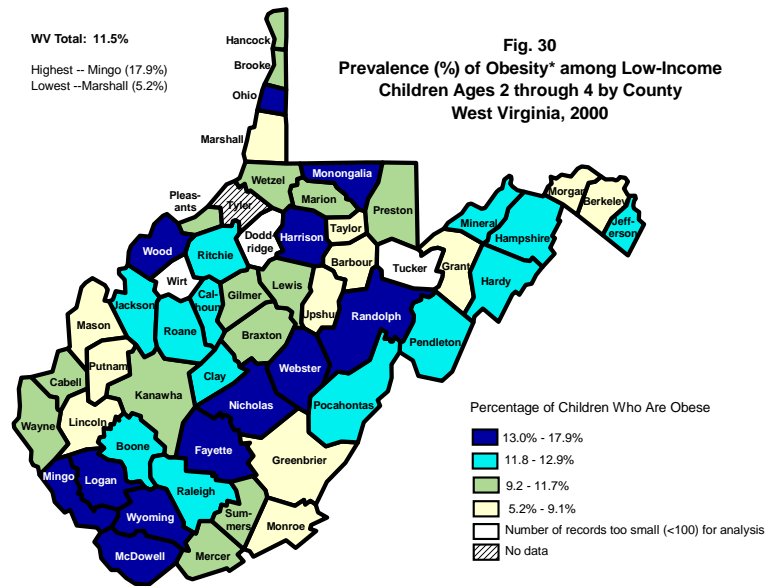 WV Total: 11.5%
Highest -- Mingo (17.9%)
Lowest --Marshall (5.2%)
Fig. 30
Prevalence (%) of Obesity* among Low-Income
Children Ages 2 through 4 by County
West Virginia, 2000
Hancock
Brooke
Ohio
Marshall
Wetzel
Monongalia
Marion
Preston
Pleas-
ants
Tyler
Dodd-
ridge
Harrison
Taylor
Barbour
Tucker
Grant
Mineral
Hampshire
Morgan
Berkeley
Jeff-
erson
Hardy
Wood
Ritchie
Wirt
Jackson
Roane
Cal-
houn
Gilmer
Lewis
Upshu
Randolph
Pendleton
Mason
Putnam
Braxton
Webster
Clay
Cabell
Kanawha
Nicholas
Pocahontas
Wayne
Lincoln
Boone
Fayette
Greenbrier
Mingo
Logan
Raleigh
Wyoming
Sum-
mers
Monroe
McDowell
Mercer
Percentage of Children Who Are Obese
13.0% - 17.9%
11.8 - 12.9%
9.2 - 11.7%
5.2% - 9.1%
Number of records too small (<100) for analysis
No data